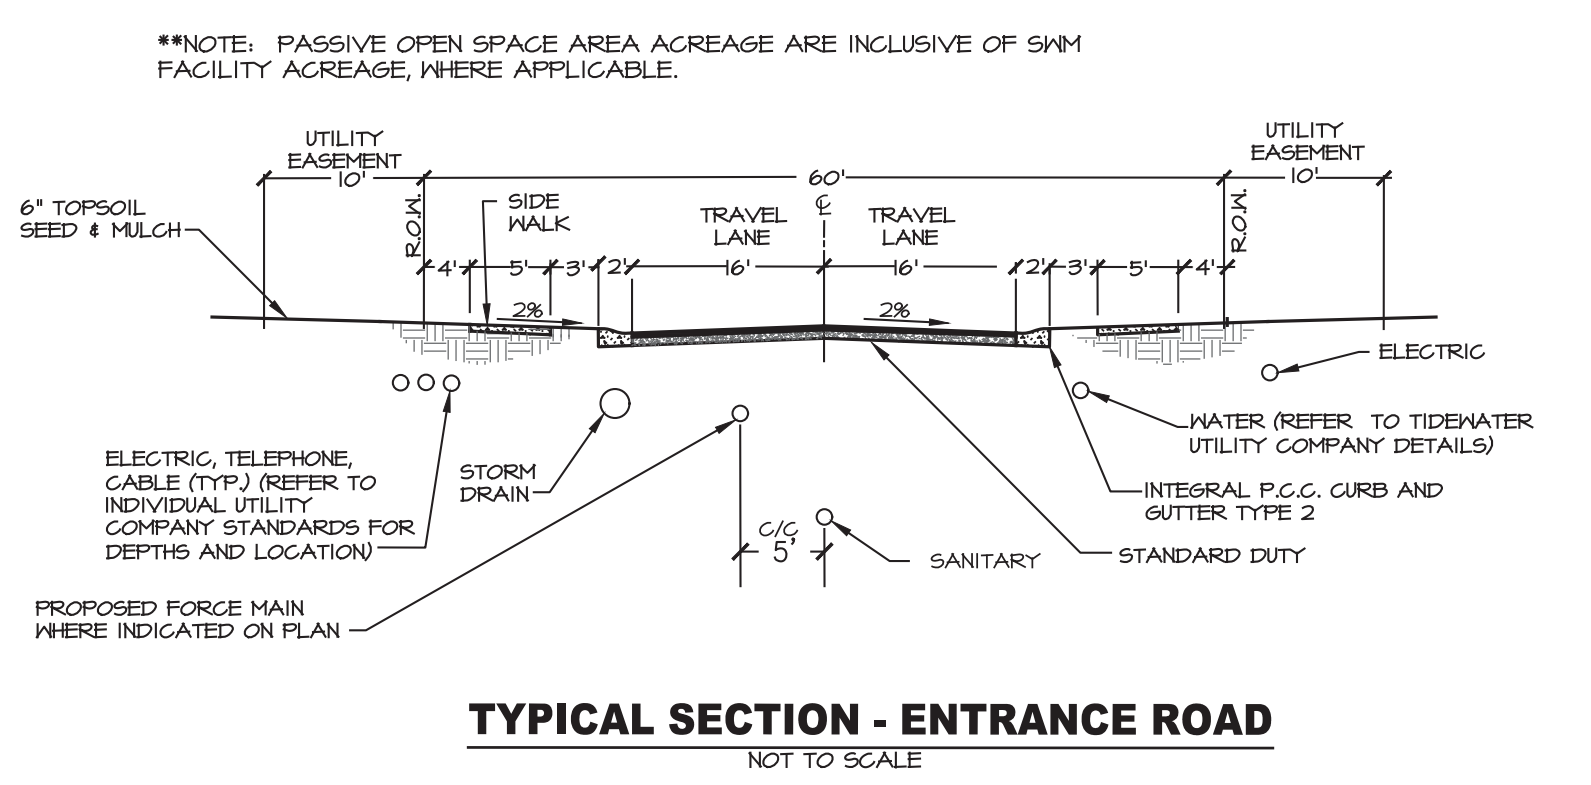 **NOTE: PASSIVE OPEN SPACE AREA ACREAGE ARE INCLUSIVE OF SWM
FACILITY ACREAGE, WHERE APPLICABLE.
UTILITY
EASEMENT
10'
60'
UTILITY
EASEMENT
10'
6" TOPSOIL
SEED & MULCH
R.O.W.
SIDE
WALK
TRAVEL
LANE
℄
TRAVEL
LANE
R.O.W.
4' 5' 3' 2' 16' 16' 2' 3' 5' 4'
2%
2%
ELECTRIC
WATER (REFER TO TIDEWATER
UTILITY COMPANY DETAILS)
ELECTRIC, TELEPHONE,
CABLE (TYP.) (REFER TO
INDIVIDUAL UTILITY
COMPANY STANDARDS FOR
DEPTHS AND LOCATION)
STORM
DRAIN
INTEGRAL P.C.C. CURB AND
GUTTER TYPE 2
C/C
5'
SANITARY
STANDARD DUTY
PROPOSED FORCE MAIN
WHERE INDICATED ON PLAN
TYPICAL SECTION - ENTRANCE ROAD
NOT TO SCALE